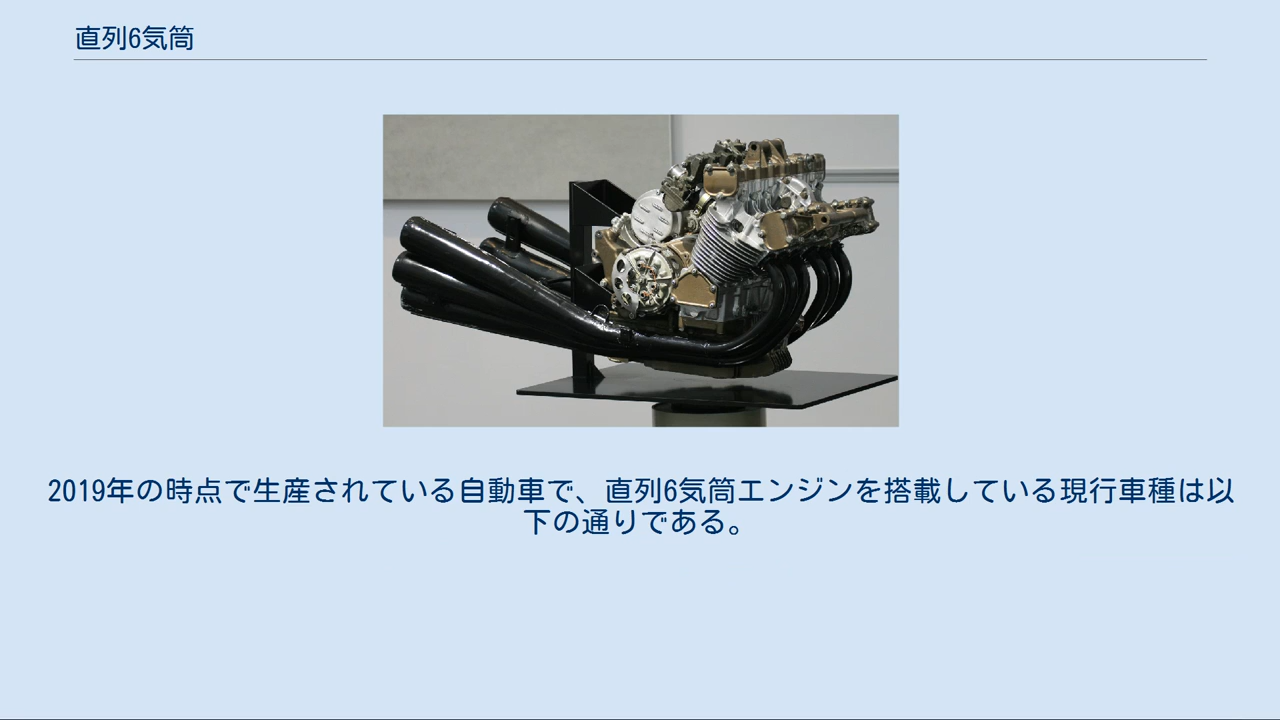 直列6気筒
2019年の時点で生産されている自動車で、直列6気筒エンジンを搭載している現行車種は以
下の通りである。